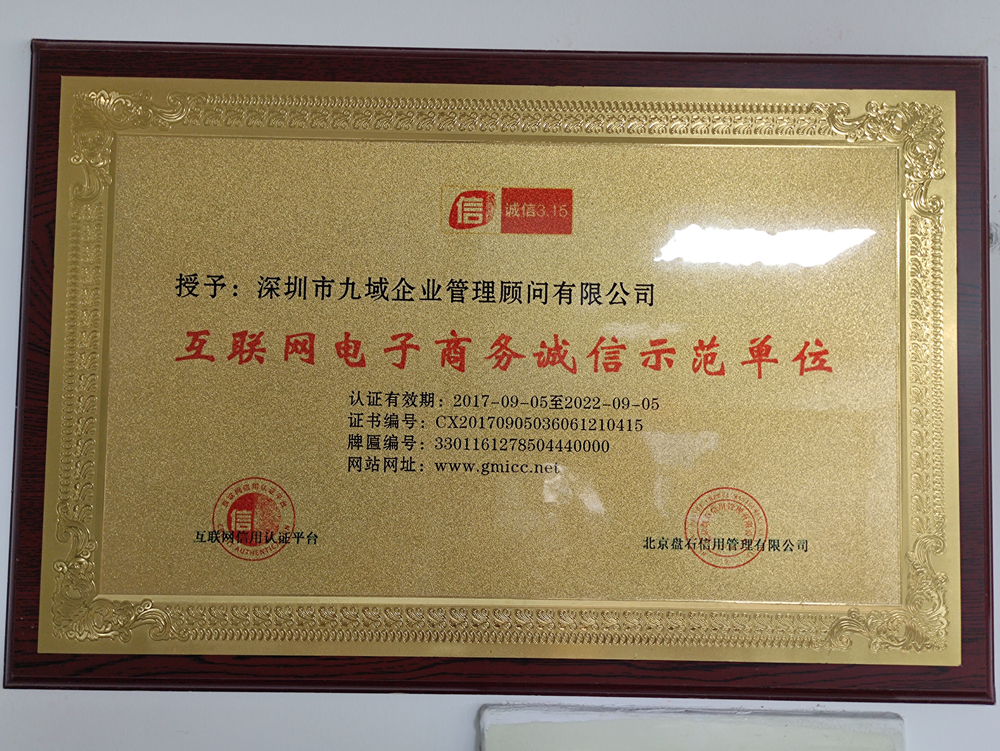 信 诚信3.15
授予：深圳市九域企业管理顾问有限公司
互联网电子商务诚信示范单位
认证有效期：2017-09-05至2022-09-05
证书编号：CX20170905036061210415
牌匾编号：3301161278504440000
网站网址：www.gmicc.net
信
互联网信用认证平台
北京盘石信用管理有限公司